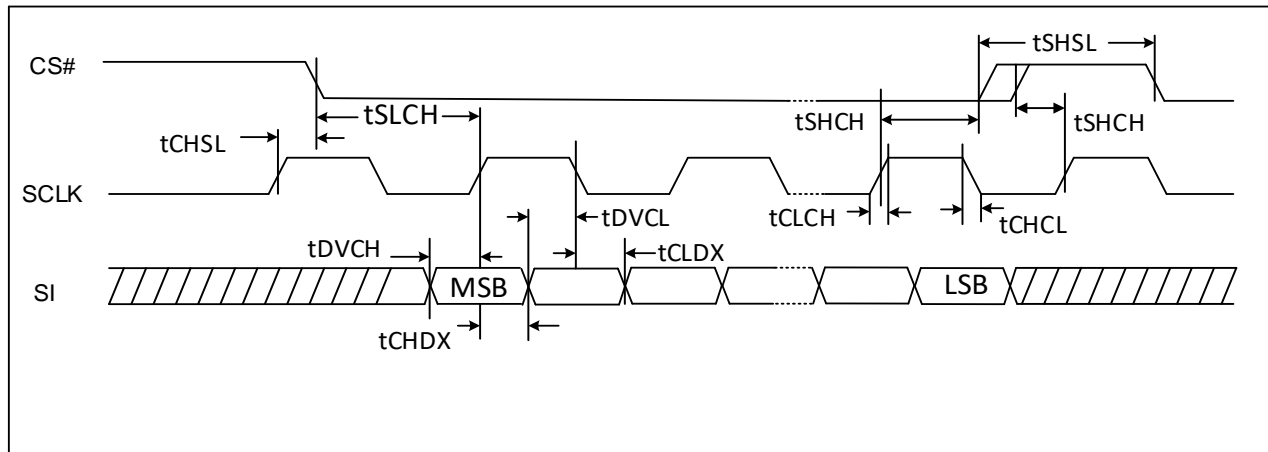 tSHSL
CS#
tSLCH
tSHCH
tSHCH
tCHSL
SCLK
tDVCL
tCLCH
tCHCL
tDVCH
tCLDX
SI
MSB
LSB
tCHDX